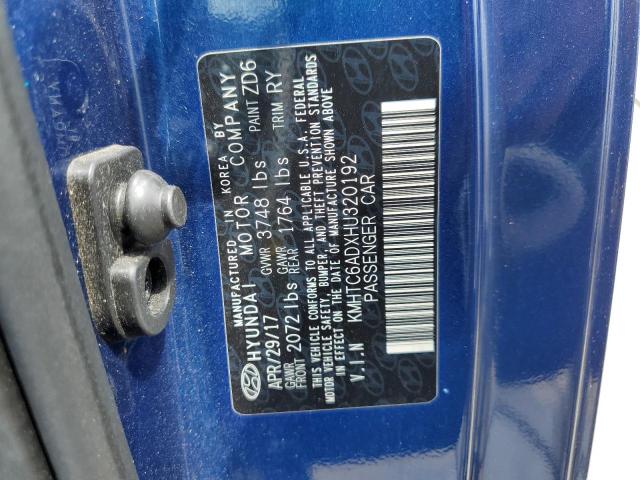 MANUFACTURED IN KOREA BY
HYUNDAI MOTOR COMPANY
APR/29/17 GVWR 3748 lbs PAINT ZD6
GAWR FRONT 2072 lbs GAWR REAR 1764 lbs TRIM RY
THIS VEHICLE CONFORMS TO ALL APPLICABLE U.S.A. FEDERAL
MOTOR VEHICLE SAFETY, BUMPER, AND THEFT PREVENTION STANDARDS
IN EFFECT ON THE DATE OF MANUFACTURE SHOWN ABOVE
V.I.N KMHTC6ADXHU320192
PASSENGER CAR